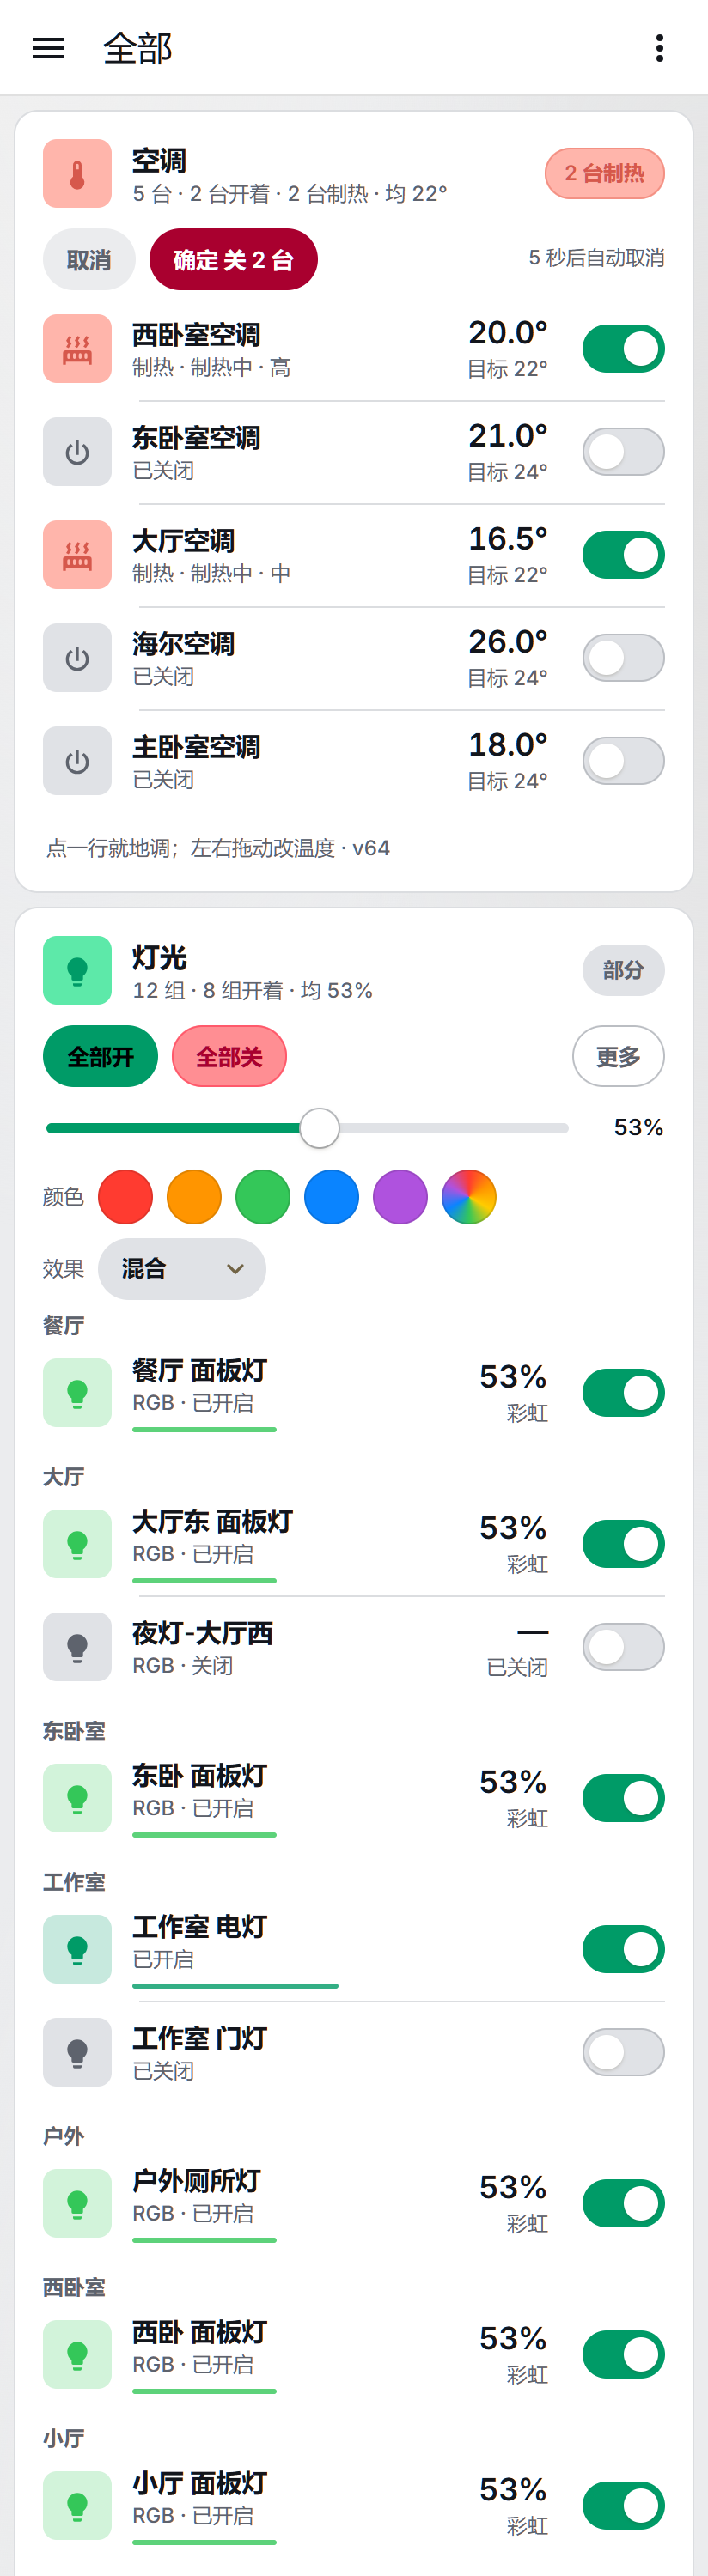 全部
空调
5 台 · 2 台开着 · 2 台制热 · 均 22°
2 台制热
取消
确定 关 2 台
5 秒后自动取消
西卧室空调
制热 · 制热中 · 高
20.0°
目标 22°
东卧室空调
已关闭
21.0°
目标 24°
大厅空调
制热 · 制热中 · 中
16.5°
目标 22°
海尔空调
已关闭
26.0°
目标 24°
主卧室空调
已关闭
18.0°
目标 24°
点一行就地调；左右拖动改温度 · v64
灯光
12 组 · 8 组开着 · 均 53%
部分
全部开
全部关
更多
53%
颜色
效果
混合
餐厅
餐厅 面板灯
RGB · 已开启
53%
彩虹
大厅
大厅东 面板灯
RGB · 已开启
53%
彩虹
夜灯-大厅西
RGB · 关闭
—
已关闭
东卧室
东卧 面板灯
RGB · 已开启
53%
彩虹
工作室
工作室 电灯
已开启
工作室 门灯
已关闭
户外
户外厕所灯
RGB · 已开启
53%
彩虹
西卧室
西卧 面板灯
RGB · 已开启
53%
彩虹
小厅
小厅 面板灯
RGB · 已开启
53%
彩虹